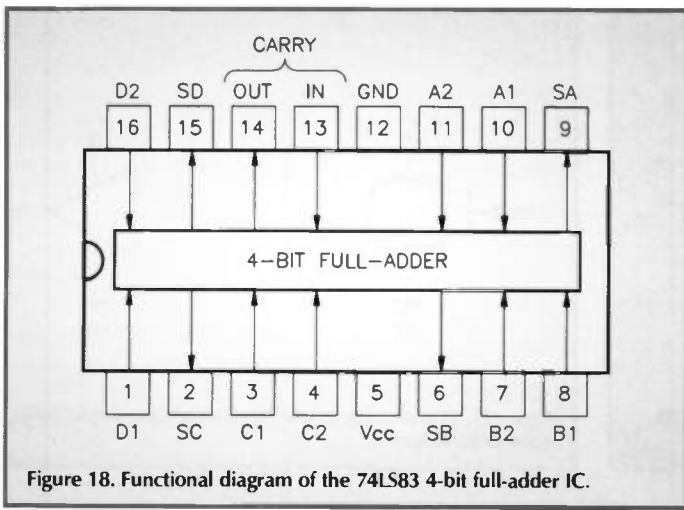 CARRY
D2 SD OUT IN GND A2 A1 SA
16 15 14 13 12 11 10 9
4-BIT FULL-ADDER
1 2 3 4 5 6 7 8
D1 SC C1 C2 Vcc SB B2 B1
Figure 18. Functional diagram of the 74LS83 4-bit full-adder IC.